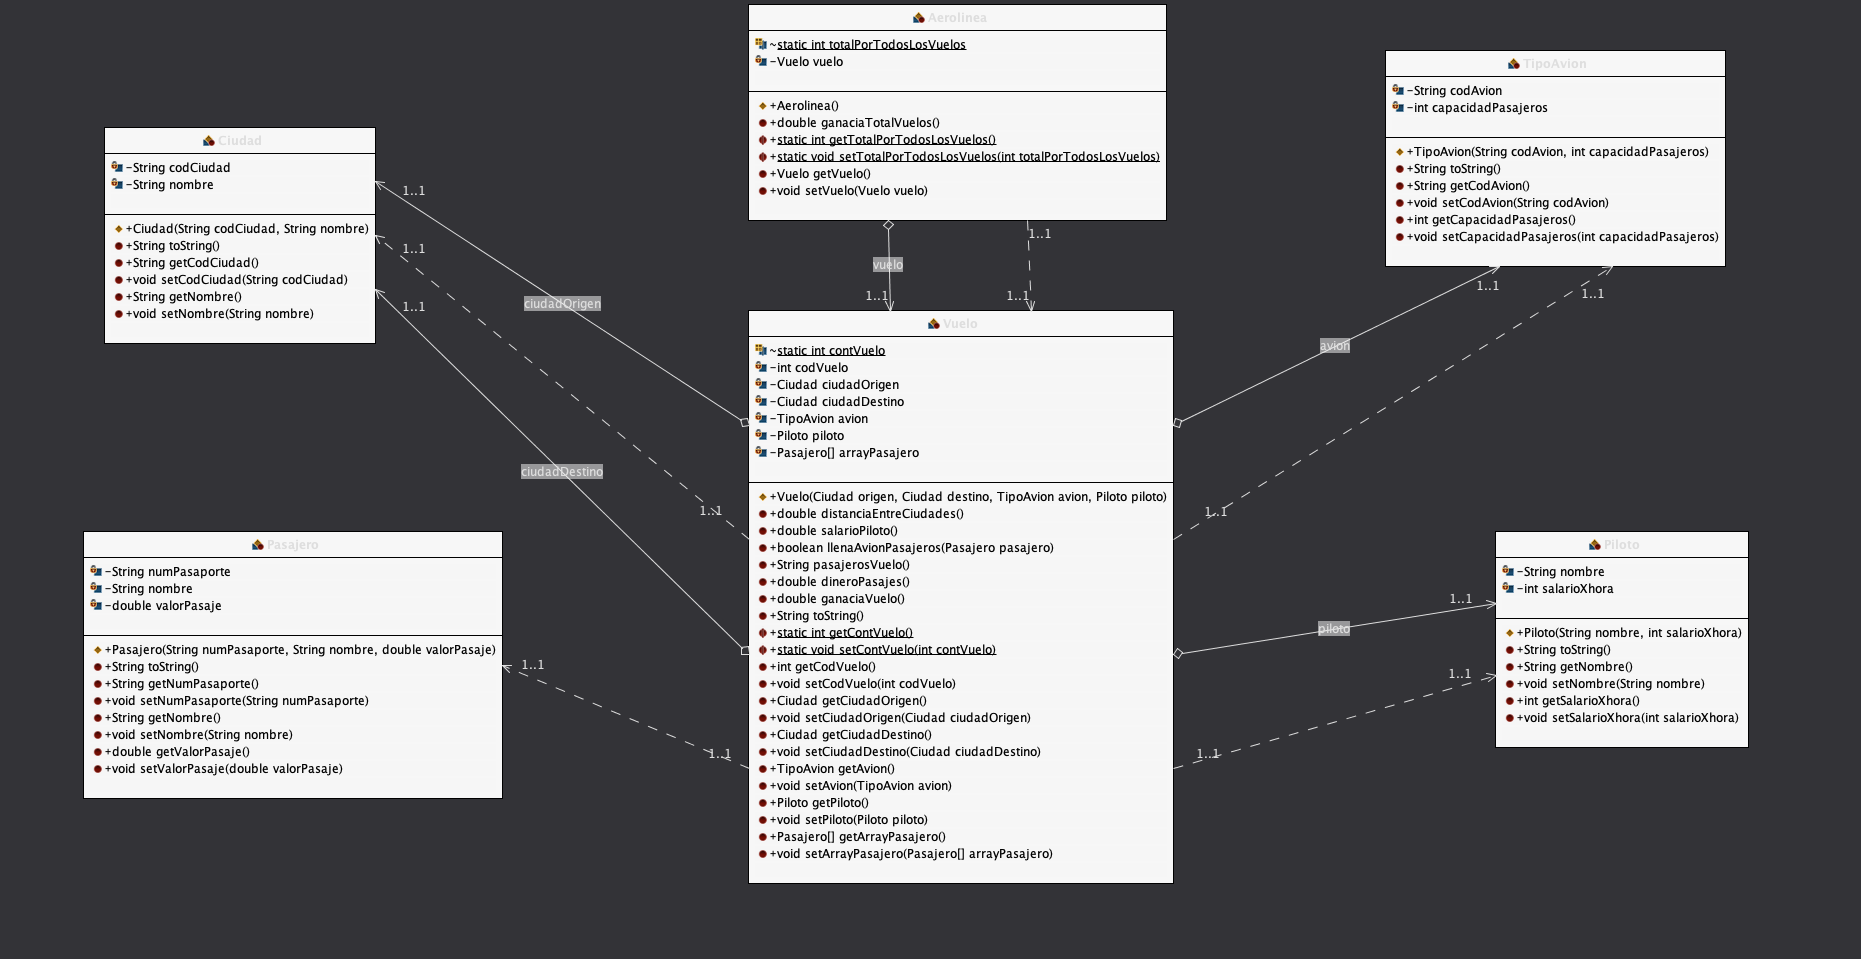 Aerolinea
~static int totalPorTodosLosVuelos
-Vuelo vuelo
+Aerolinea()
+double ganaciaTotalVuelos()
+static int getTotalPorTodosLosVuelos()
+static void setTotalPorTodosLosVuelos(int totalPorTodosLosVuelos)
+Vuelo getVuelo()
+void setVuelo(Vuelo vuelo)
TipoAvion
-String codAvion
-int capacidadPasajeros
+TipoAvion(String codAvion, int capacidadPasajeros)
+String toString()
+String getCodAvion()
+void setCodAvion(String codAvion)
+int getCapacidadPasajeros()
+void setCapacidadPasajeros(int capacidadPasajeros)
Ciudad
-String codCiudad
-String nombre
+Ciudad(String codCiudad, String nombre)
+String toString()
+String getCodCiudad()
+void setCodCiudad(String codCiudad)
+String getNombre()
+void setNombre(String nombre)
1..1
1..1
1..1
ciudadOrigen
ciudadDestino
1..1
vuelo
1..1
1..1
1..1
1..1
1..1
avion
Vuelo
~static int contVuelo
-int codVuelo
-Ciudad ciudadOrigen
-Ciudad ciudadDestino
-TipoAvion avion
-Piloto piloto
-Pasajero[] arrayPasajero
+Vuelo(Ciudad origen, Ciudad destino, TipoAvion avion, Piloto piloto)
+double distanciaEntreCiudades()
+double salarioPiloto()
+boolean llenaAvionPasajeros(Pasajero pasajero)
+String pasajerosVuelo()
+double dineroPasajes()
+double ganaciaVuelo()
+String toString()
+static int getContVuelo()
+static void setContVuelo(int contVuelo)
+int getCodVuelo()
+void setCodVuelo(int codVuelo)
+Ciudad getCiudadOrigen()
+void setCiudadOrigen(Ciudad ciudadOrigen)
+Ciudad getCiudadDestino()
+void setCiudadDestino(Ciudad ciudadDestino)
+TipoAvion getAvion()
+void setAvion(TipoAvion avion)
+Piloto getPiloto()
+void setPiloto(Piloto piloto)
+Pasajero[] getArrayPasajero()
+void setArrayPasajero(Pasajero[] arrayPasajero)
1..1
Pasajero
-String numPasaporte
-String nombre
-double valorPasaje
+Pasajero(String numPasaporte, String nombre, double valorPasaje)
+String toString()
+String getNumPasaporte()
+void setNumPasaporte(String numPasaporte)
+String getNombre()
+void setNombre(String nombre)
+double getValorPasaje()
+void setValorPasaje(double valorPasaje)
1..1
1..1
Piloto
-String nombre
-int salarioXhora
+Piloto(String nombre, int salarioXhora)
+String toString()
+String getNombre()
+void setNombre(String nombre)
+int getSalarioXhora()
+void setSalarioXhora(int salarioXhora)
1..1
piloto
1..1
1..1